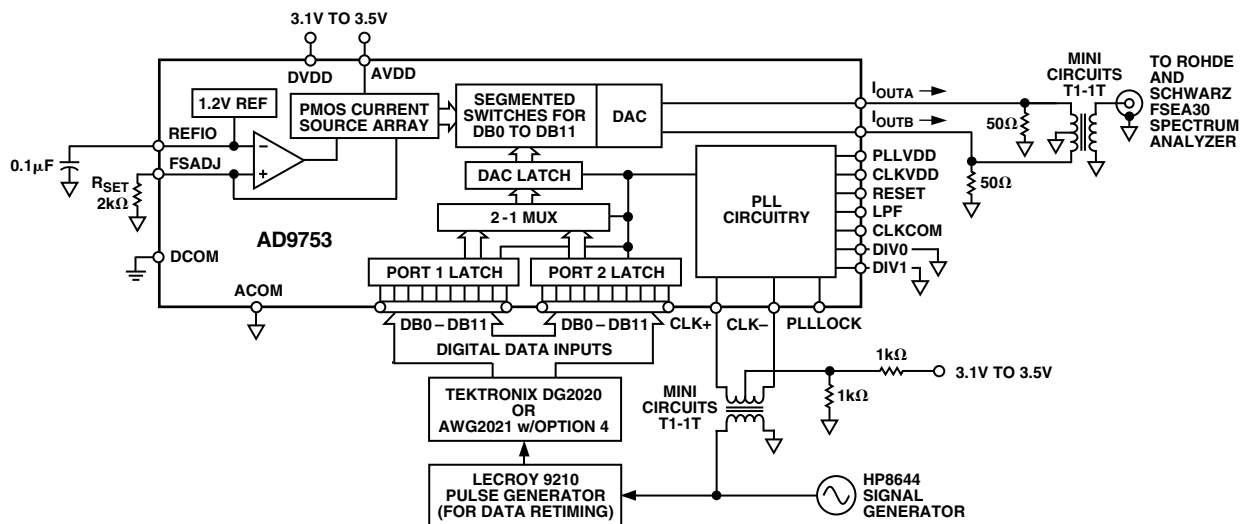 3.1V TO 3.5V
DVDD
AVDD
1.2V REF
PMOS CURRENT
SOURCE ARRAY
SEGMENTED
SWITCHES FOR
DB0 TO DB11
DAC
REFIO
0.1μF
FSADJ
RSET
2kΩ
−
+
DAC LATCH
2-1 MUX
AD9753
PORT 1 LATCH
PORT 2 LATCH
DCOM
ACOM
PLL
CIRCUITRY
IOUTA
IOUTB
50Ω
50Ω
MINI
CIRCUITS
T1-1T
TO ROHDE
AND
SCHWARZ
FSEA30
SPECTRUM
ANALYZER
PLLVDD
CLKVDD
RESET
LPF
CLKCOM
DIV0
DIV1
DB0 – DB11
DB0 – DB11
CLK+
CLK–
PLLLOCK
DIGITAL DATA INPUTS
1kΩ
3.1V TO 3.5V
1kΩ
MINI
CIRCUITS
T1-1T
TEKTRONIX DG2020
OR
AWG2021 w/OPTION 4
LECROY 9210
PULSE GENERATOR
(FOR DATA RETIMING)
HP8644
SIGNAL
GENERATOR